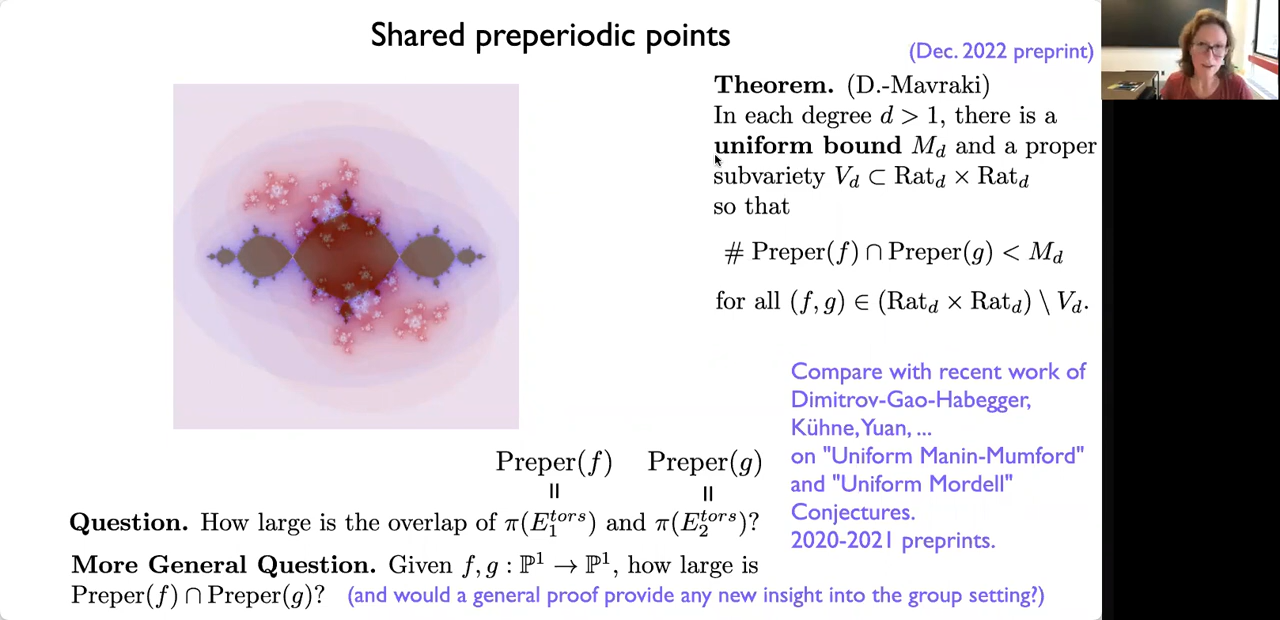 Shared preperiodic points
(Dec. 2022 preprint)
Theorem. (D.-Mavraki)
In each degree d > 1, there is a
uniform bound M_d and a proper
subvariety V_d ⊂ Rat_d × Rat_d
so that
# Preper(f) ∩ Preper(g) < M_d
for all (f, g) ∈ (Rat_d × Rat_d) \ V_d.
Compare with recent work of
Dimitrov-Gao-Habegger,
Kühne, Yuan, ...
on "Uniform Manin-Mumford"
and "Uniform Mordell"
Conjectures.
2020-2021 preprints.
Preper(f) Preper(g)
= =
Question. How large is the overlap of π(E_1^{tors}) and π(E_2^{tors})?
More General Question. Given f, g : ℙ¹ → ℙ¹, how large is
Preper(f) ∩ Preper(g)? (and would a general proof provide any new insight into the group setting?)